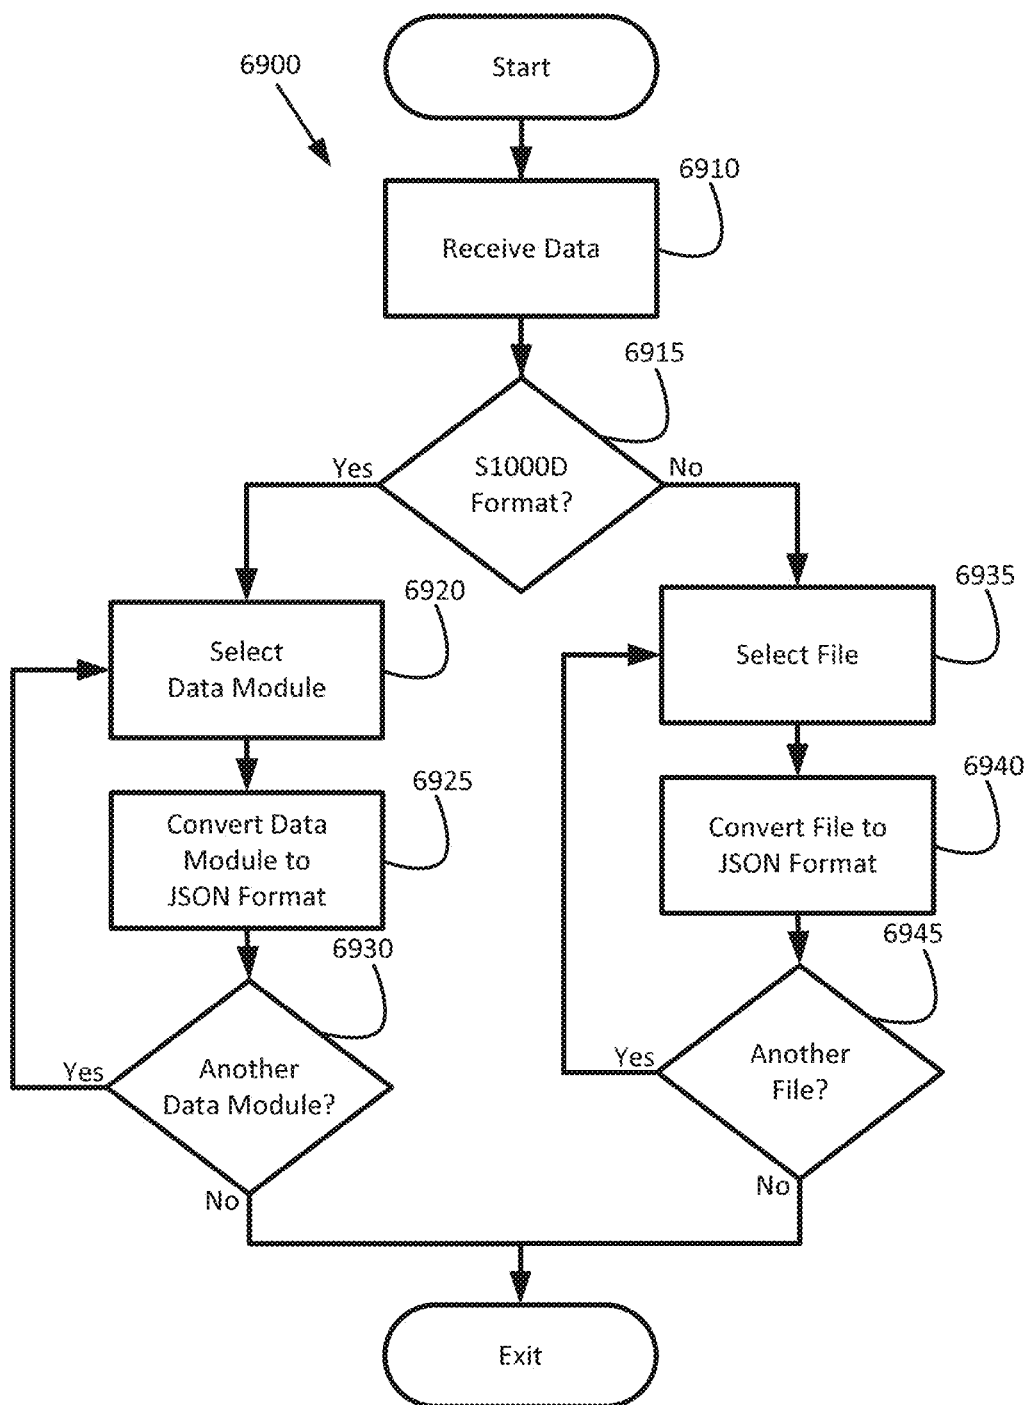 Start
6900
6910
Receive Data
6915
S1000D
Format?
Yes
No
6920
Select
Data Module
6935
Select File
6925
Convert Data
Module to
JSON Format
6940
Convert File to
JSON Format
6930
Another
Data Module?
Yes
No
6945
Another
File?
Yes
No
Exit